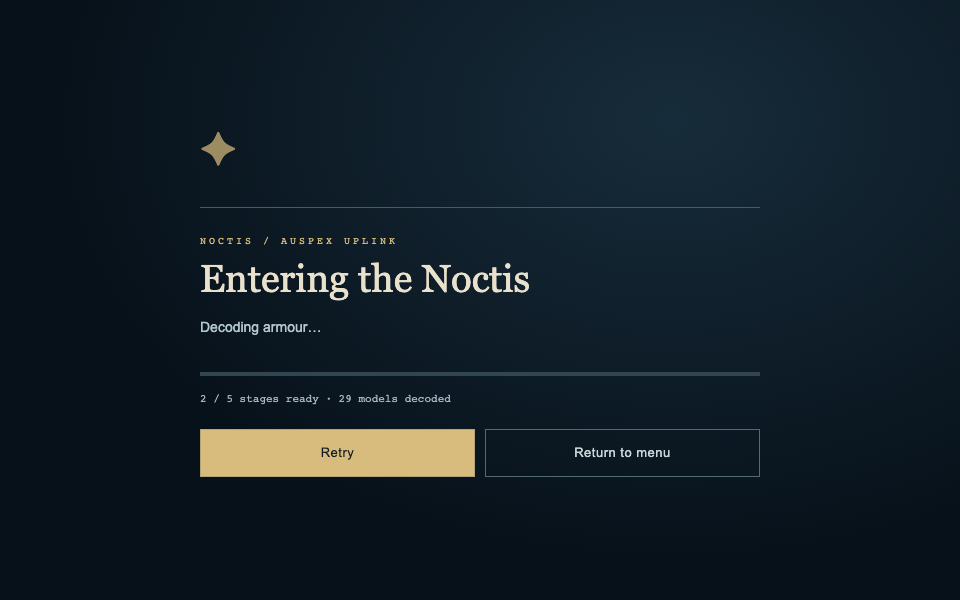 NOCTIS / AUSPEX UPLINK
Entering the Noctis
Decoding armour…
2 / 5 stages ready · 29 models decoded
Retry
Return to menu